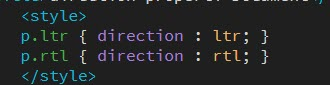 <style>
p.ltr { direction : ltr; }
p.rtl { direction : rtl; }
</style>